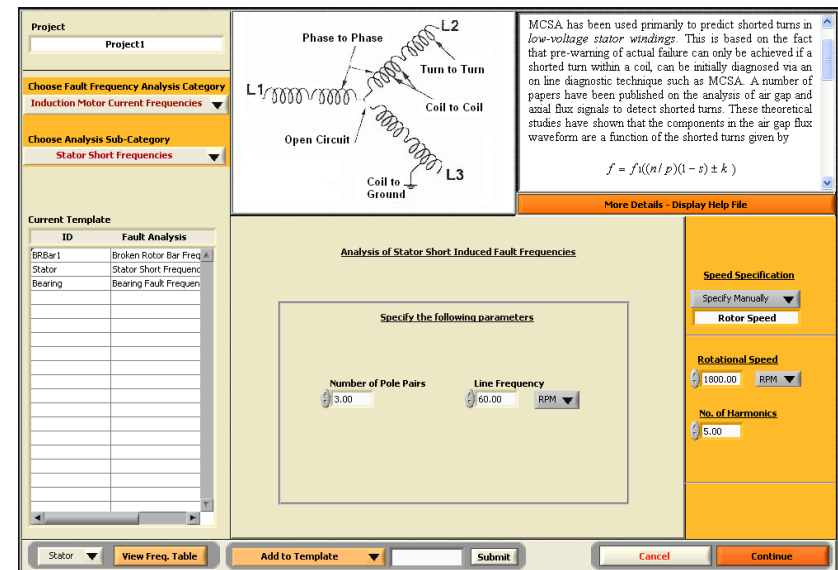 Project
Project1
Choose Fault Frequency Analysis Category
Induction Motor Current Frequencies
Choose Analysis Sub-Category
Stator Short Frequencies
Current Template
ID Fault Analysis
BRBar1 Broken Rotor Bar Freq
Stator Stator Short Frequenc
Bearing Bearing Fault Frequen
Phase to Phase
L2
Turn to Turn
L1
Coil to Coil
Open Circuit
L3
Coil to
Ground
MCSA has been used primarily to predict shorted turns in
low-voltage stator windings. This is based on the fact
that pre-warning of actual failure can only be achieved if a
shorted turn within a coil, can be initially diagnosed via an
on line diagnostic technique such as MCSA. A number of
papers have been published on the analysis of air gap and
axial flux signals to detect shorted turns. These theoretical
studies have shown that the components in the air gap flux
waveform are a function of the shorted turns given by
f = f1((n/p)(1 - s) ± k )
More Details - Display Help File
Analysis of Stator Short Induced Fault Frequencies
Specify the following parameters
Number of Pole Pairs Line Frequency
3.00 60.00 RPM
Speed Specification
Specify Manually
Rotor Speed
Rotational Speed
1800.00 RPM
No. of Harmonics
5.00
Stator View Freq. Table Add to Template Submit Cancel Continue